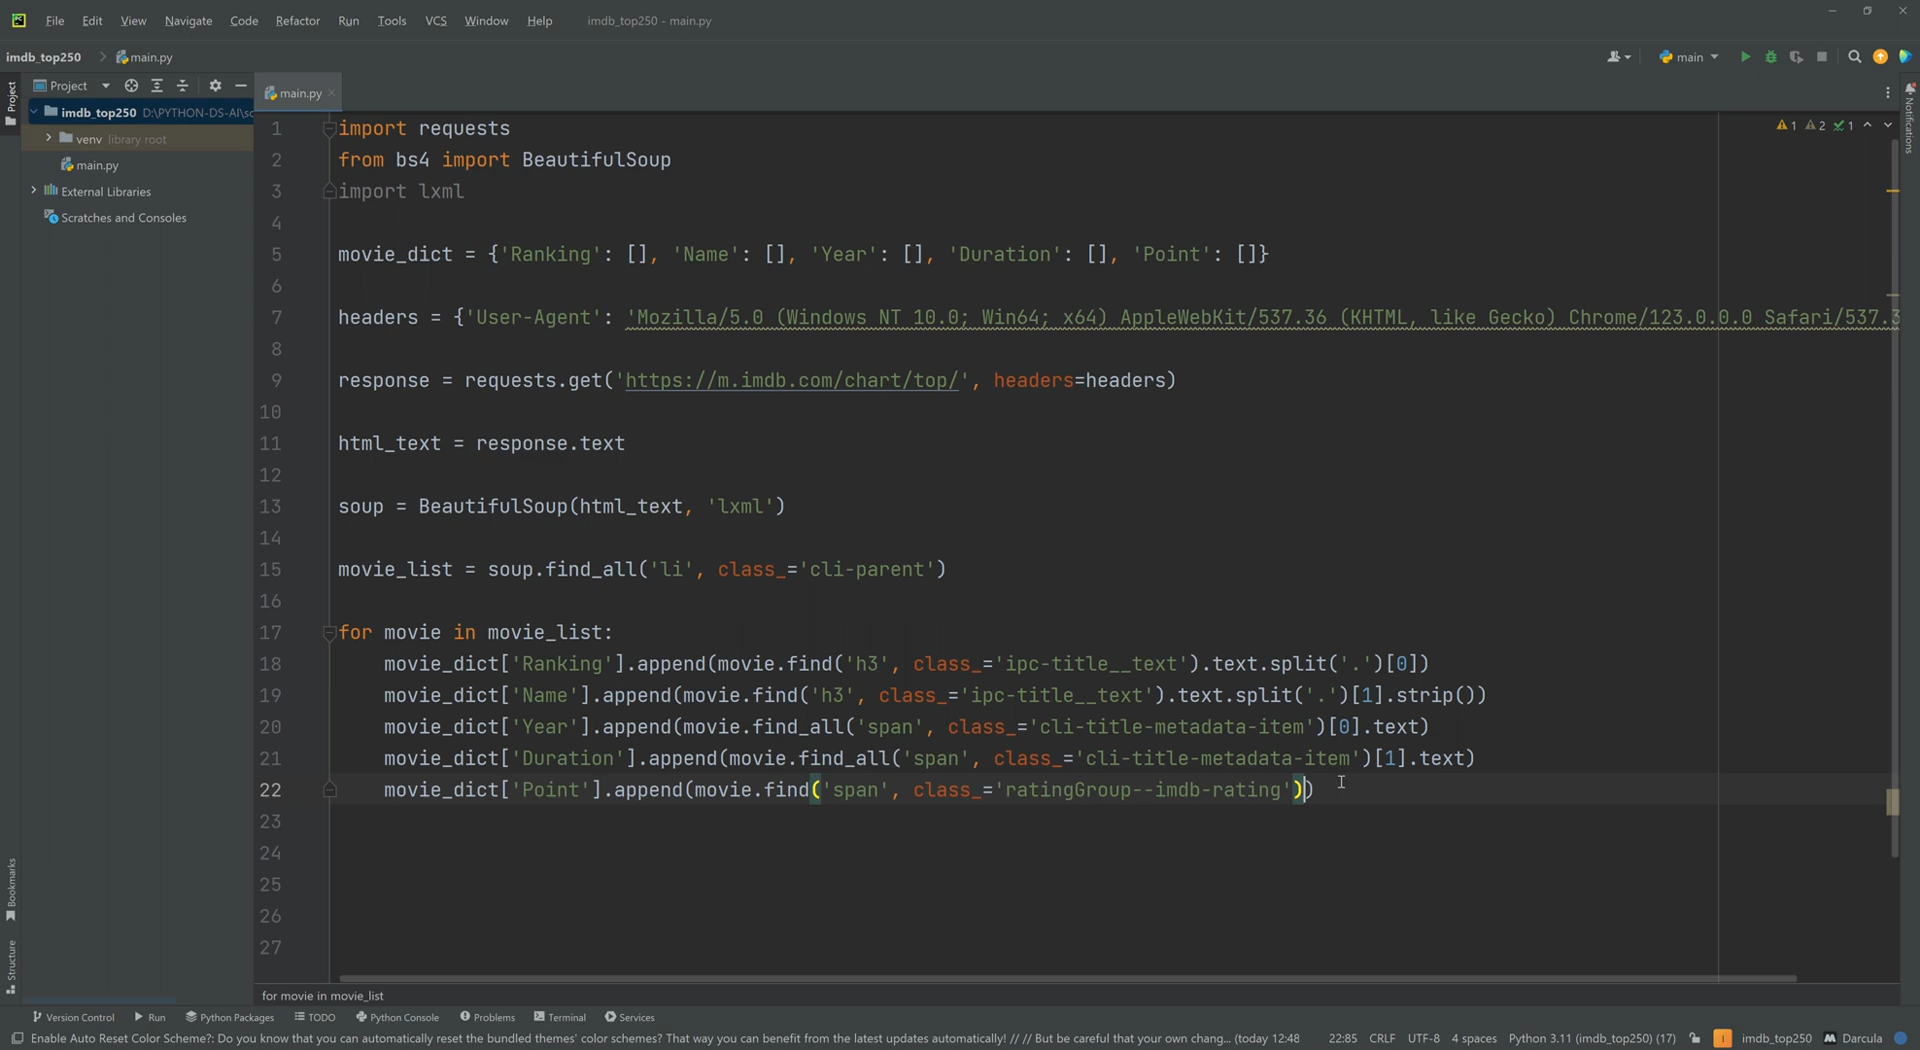 File Edit View Navigate Code Refactor Run Tools VCS Window Help imdb_top250 - main.py
imdb_top250 main.py main
Project
main.py
imdb_top250 D:\PYTHON-DS-AI\sc
venv library root
main.py
External Libraries
Scratches and Consoles
Project
Bookmarks
Structure
Notifications
1 2 1
1 import requests
2 from bs4 import BeautifulSoup
3 import lxml
4
5 movie_dict = {'Ranking': [], 'Name': [], 'Year': [], 'Duration': [], 'Point': []}
6
7 headers = {'User-Agent': 'Mozilla/5.0 (Windows NT 10.0; Win64; x64) AppleWebKit/537.36 (KHTML, like Gecko) Chrome/123.0.0.0 Safari/537.3
8
9 response = requests.get('https://m.imdb.com/chart/top/', headers=headers)
10
11 html_text = response.text
12
13 soup = BeautifulSoup(html_text, 'lxml')
14
15 movie_list = soup.find_all('li', class_='cli-parent')
16
17 for movie in movie_list:
18 movie_dict['Ranking'].append(movie.find('h3', class_='ipc-title__text').text.split('.')[0])
19 movie_dict['Name'].append(movie.find('h3', class_='ipc-title__text').text.split('.')[1].strip())
20 movie_dict['Year'].append(movie.find_all('span', class_='cli-title-metadata-item')[0].text)
21 movie_dict['Duration'].append(movie.find_all('span', class_='cli-title-metadata-item')[1].text)
22 movie_dict['Point'].append(movie.find('span', class_='ratingGroup--imdb-rating'))
23
24
25
26
27
for movie in movie_list
Version Control Run Python Packages TODO Python Console Problems Terminal Services
Enable Auto Reset Color Scheme?: Do you know that you can automatically reset the bundled themes' color schemes? That way you can benefit from the latest updates automatically! // // But be careful that your own chang... (today 12:48 22:85 CRLF UTF-8 4 spaces Python 3.11 (imdb_top250) (17) imdb_top250 Darcula